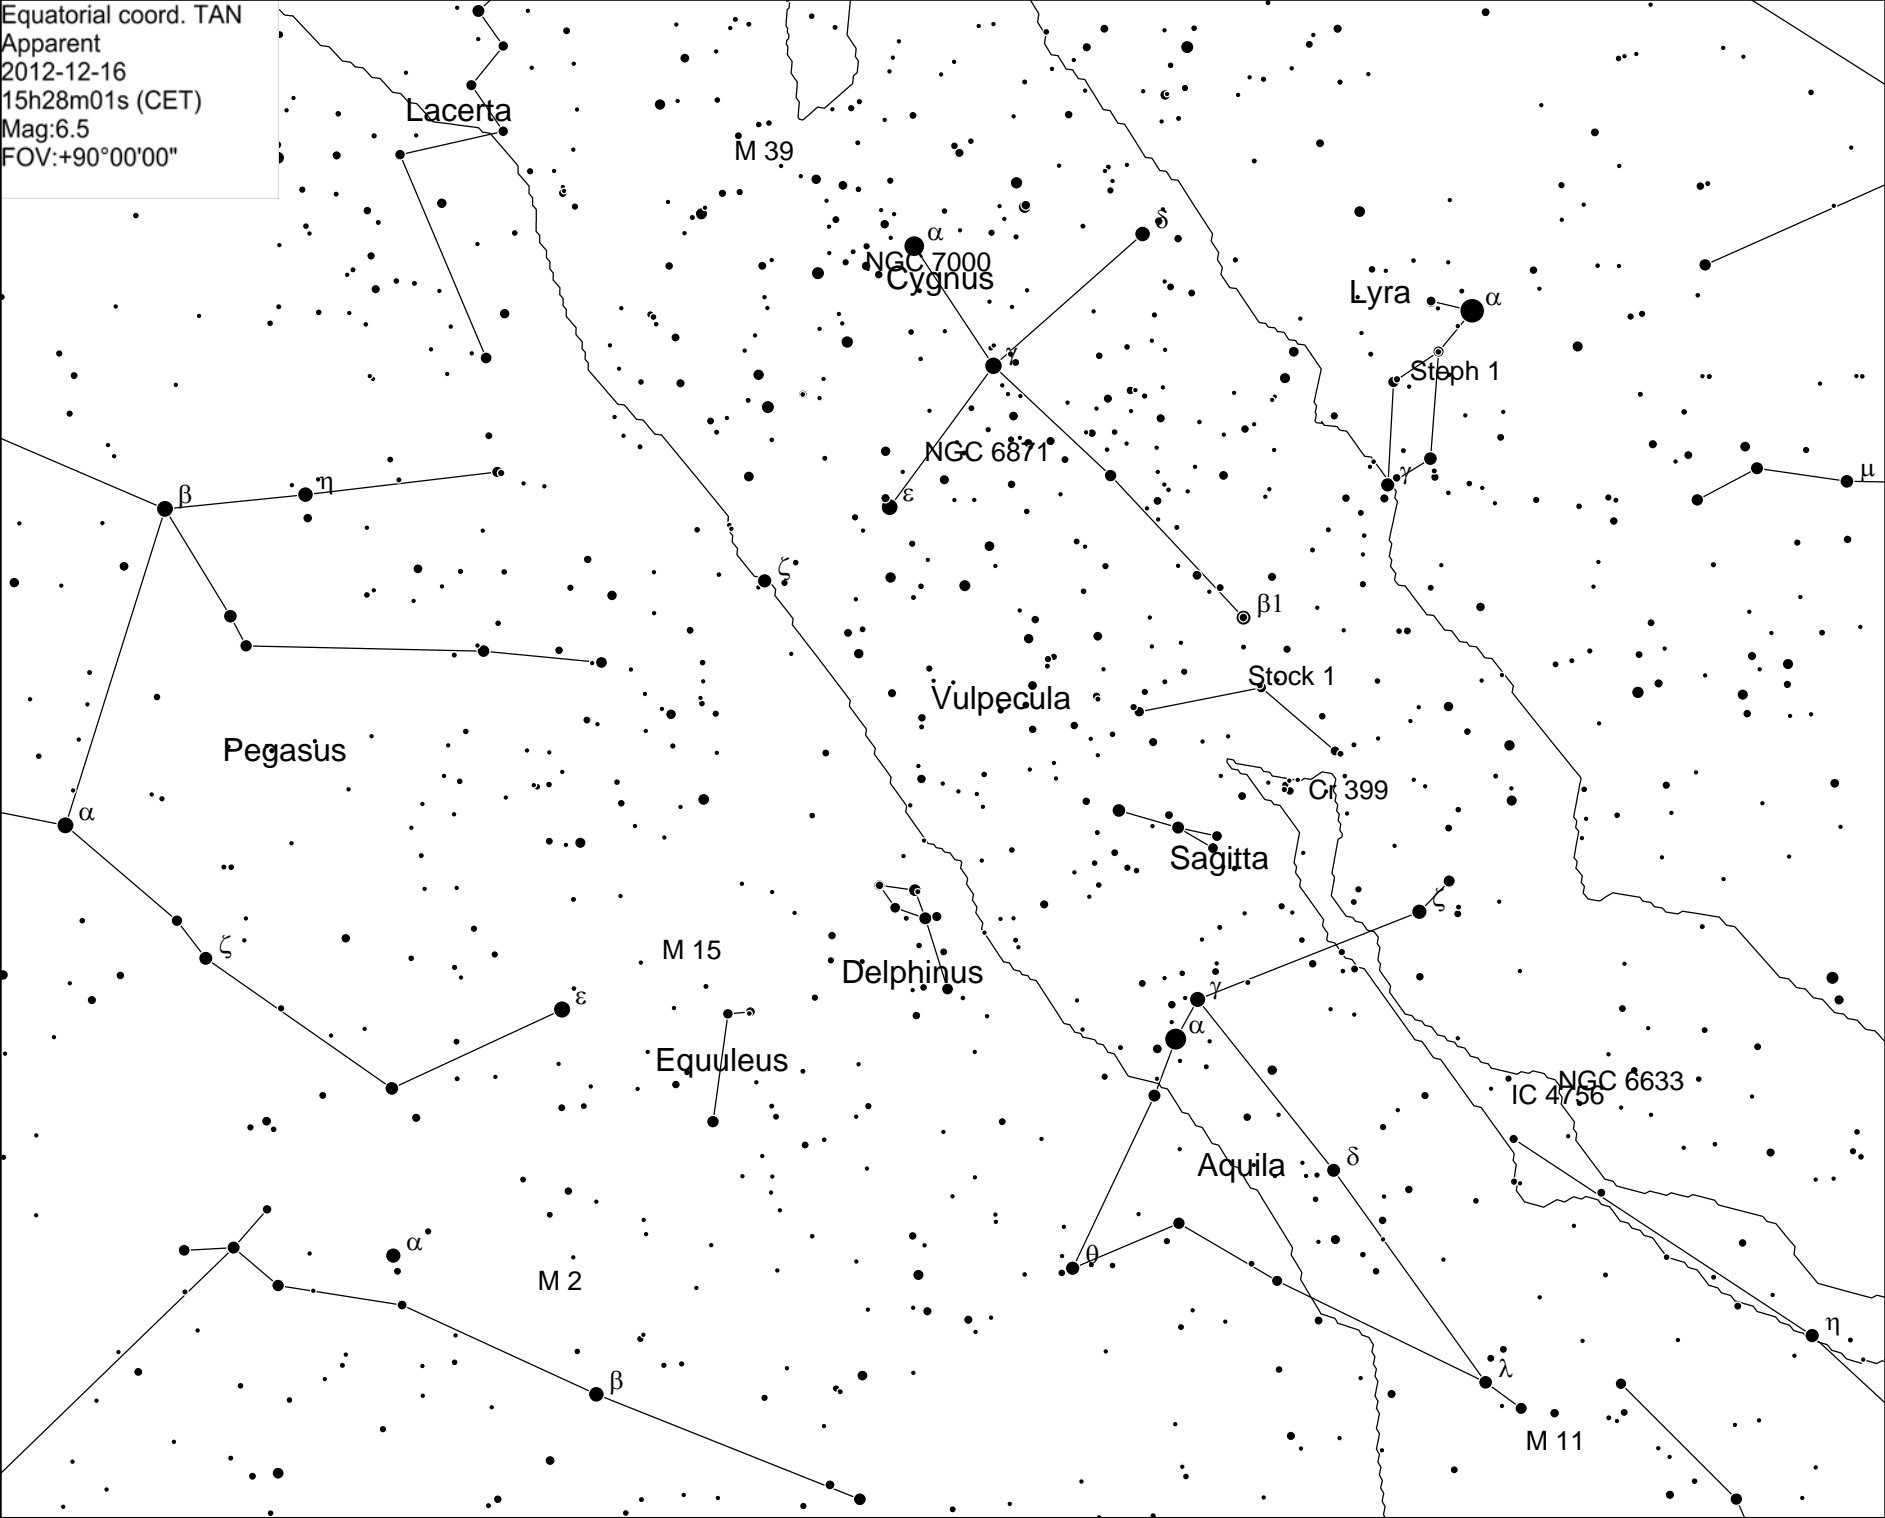 Equatorial coord. TAN
Apparent
2012-12-16
15h28m01s (CET)
Mag:6.5
FOV:+90°00'00"
Lacerta
M 39
δ
α
NGC 7000
Cygnus
Lyra
α
γ
Steph 1
NGC 6871
γ
μ
β
η
ε
ζ
β1
Stock 1
Vulpecula
Pegasus
Cr 399
α
Sagitta
ζ
ζ
M 15
Delphinus
γ
ε
α
Equuleus
NGC 6633
IC 4756
Aquila
δ
α
θ
M 2
η
β
λ
M 11